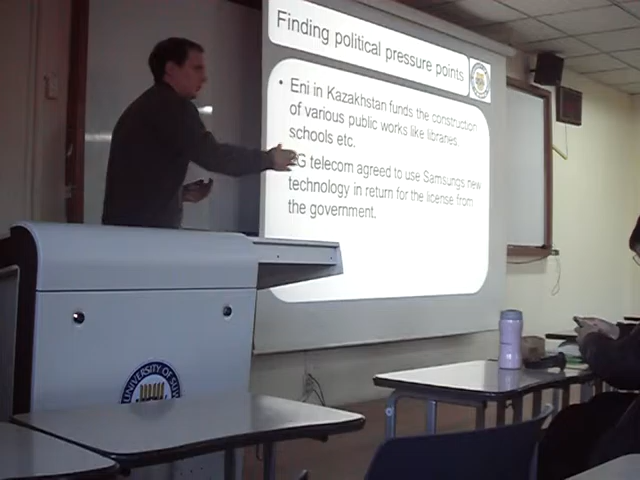 Finding political pressure points
• Eni in Kazakhstan funds the construction
of various public works like libraries,
schools etc.
G telecom agreed to use Samsungs new
technology in return for the license from
the government.
UNIVERSITY OF